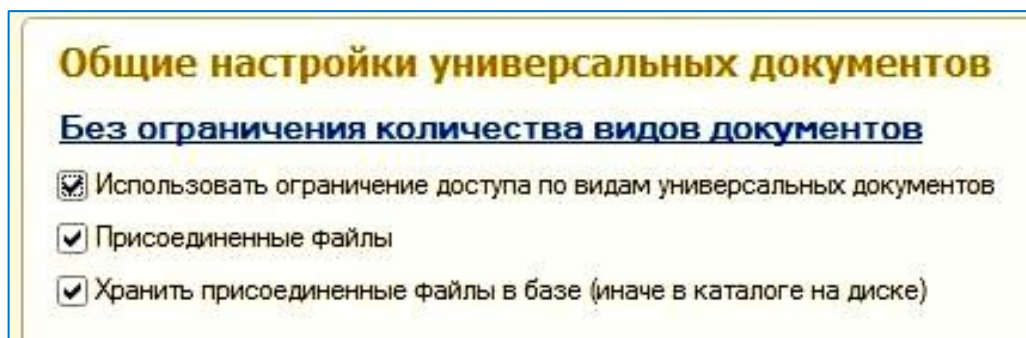 Общие настройки универсальных документов
Без ограничения количества видов документов
Использовать ограничение доступа по видам универсальных документов
Присоединенные файлы
Хранить присоединенные файлы в базе (иначе в каталоге на диске)